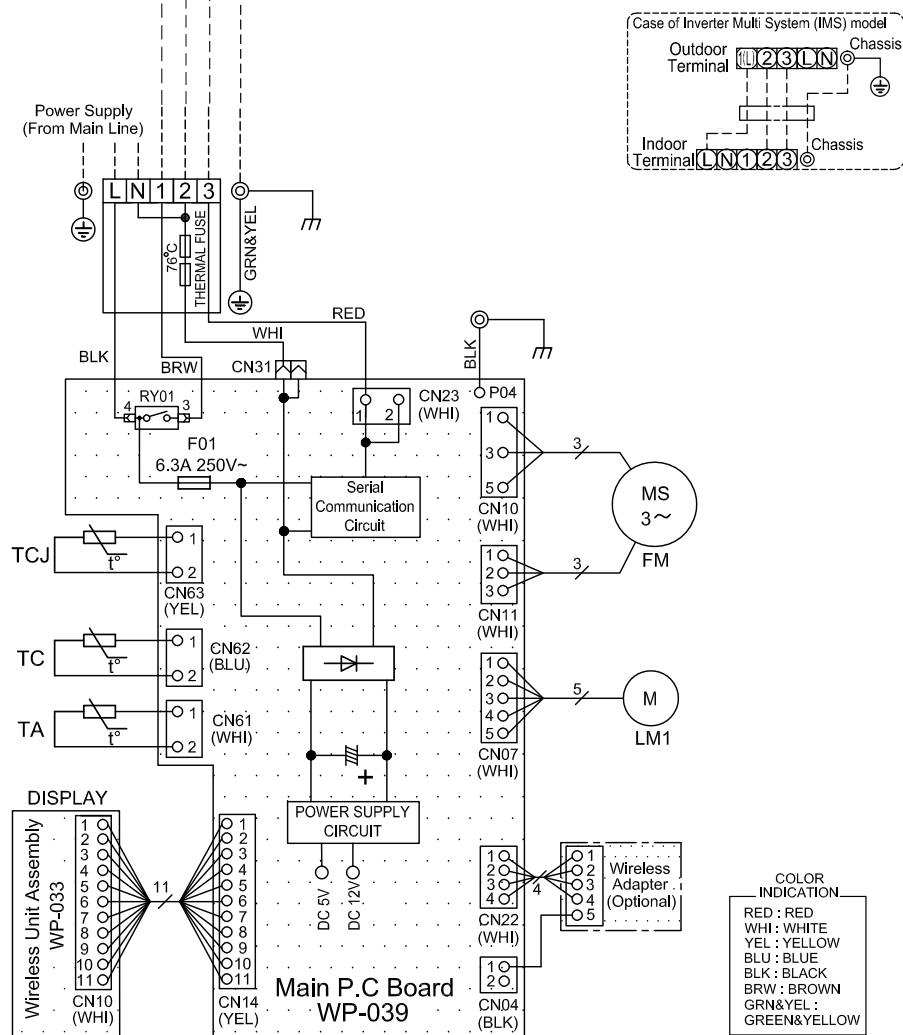 Case of Inverter Multi System (IMS) model
Outdoor
Terminal
1(L) 2 3 L N
Chassis
Indoor
Terminal
L N 1 2 3
Chassis
Power Supply
(From Main Line)
L N 1 2 3
76°C
THERMAL FUSE
GRN&YEL
RED
WHI
BLK
BRW
CN31
BLK
P04
RY01
4 3
F01
6.3A 250V~
1 2
CN23
(WHI)
Serial
Communication
Circuit
1
3
5
CN10
(WHI)
3
MS
3~
FM
1
2
3
CN11
(WHI)
3
TCJ
t°
1
2
CN63
(YEL)
TC
t°
1
2
CN62
(BLU)
TA
t°
1
2
CN61
(WHI)
1
2
3
4
5
CN07
(WHI)
5
M
LM1
+
POWER SUPPLY
CIRCUIT
DC 5V
DC 12V
DISPLAY
Wireless Unit Assembly
WP-033
1
2
3
4
5
6
7
8
9
10
11
CN10
(WHI)
11
1
2
3
4
5
6
7
8
9
10
11
CN14
(YEL)
Main P.C Board
WP-039
1
2
3
4
CN22
(WHI)
4
1
2
3
4
5
Wireless
Adapter
(Optional)
1
2
CN04
(BLK)
COLOR
INDICATION
RED : RED
WHI : WHITE
YEL : YELLOW
BLU : BLUE
BLK : BLACK
BRW : BROWN
GRN&YEL :
GREEN&YELLOW